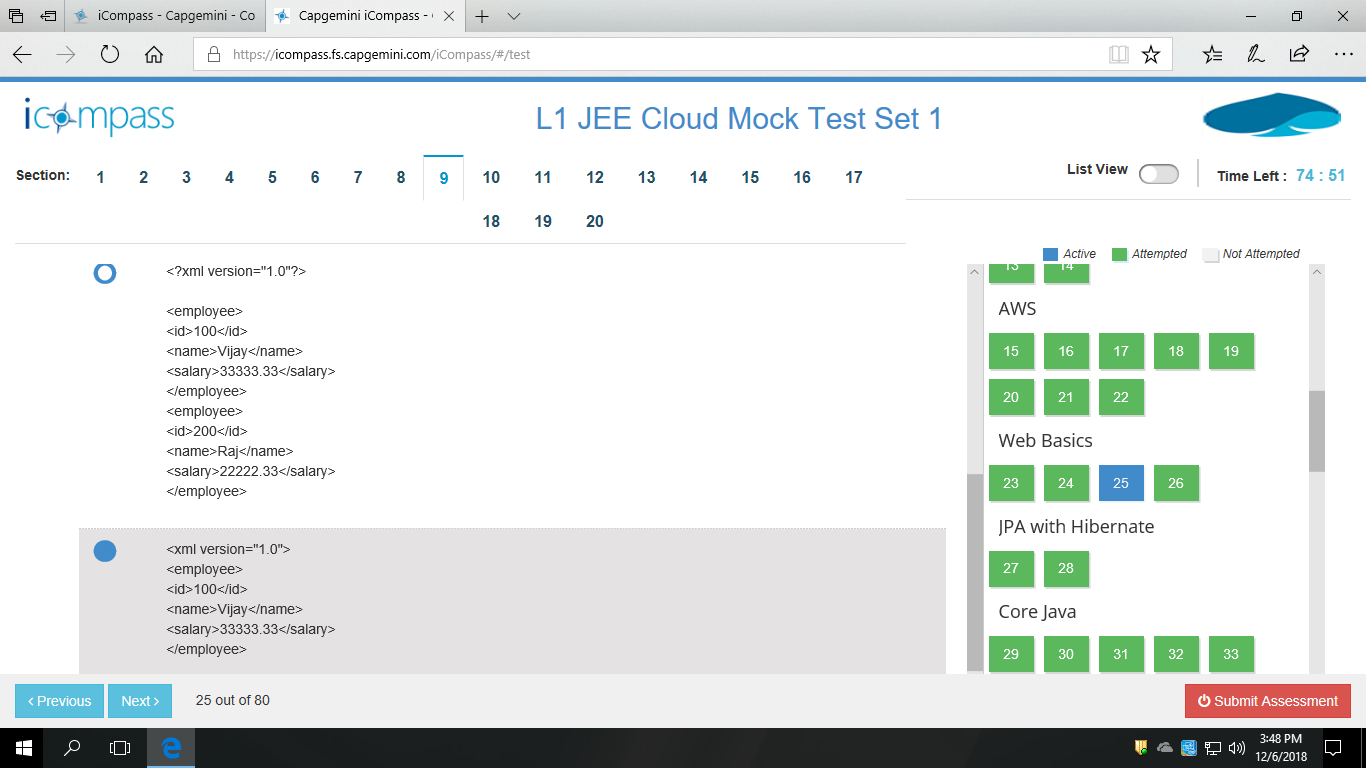 iCompass - Capgemini - Co
Capgemini iCompass -
https://icompass.fs.capgemini.com/iCompass/#/test
icompass
L1 JEE Cloud Mock Test Set 1
Section: 1 2 3 4 5 6 7 8 9 10 11 12 13 14 15 16 17
18 19 20
List View
Time Left : 74 : 51
Active Attempted Not Attempted
<?xml version="1.0"?>
<employee>
<id>100</id>
<name>Vijay</name>
<salary>33333.33</salary>
</employee>
<employee>
<id>200</id>
<name>Raj</name>
<salary>22222.33</salary>
</employee>
<xml version="1.0">
<employee>
<id>100</id>
<name>Vijay</name>
<salary>33333.33</salary>
</employee>
13 14
AWS
15 16 17 18 19
20 21 22
Web Basics
23 24 25 26
JPA with Hibernate
27 28
Core Java
29 30 31 32 33
Previous Next 25 out of 80
Submit Assessment
3:48 PM
12/6/2018